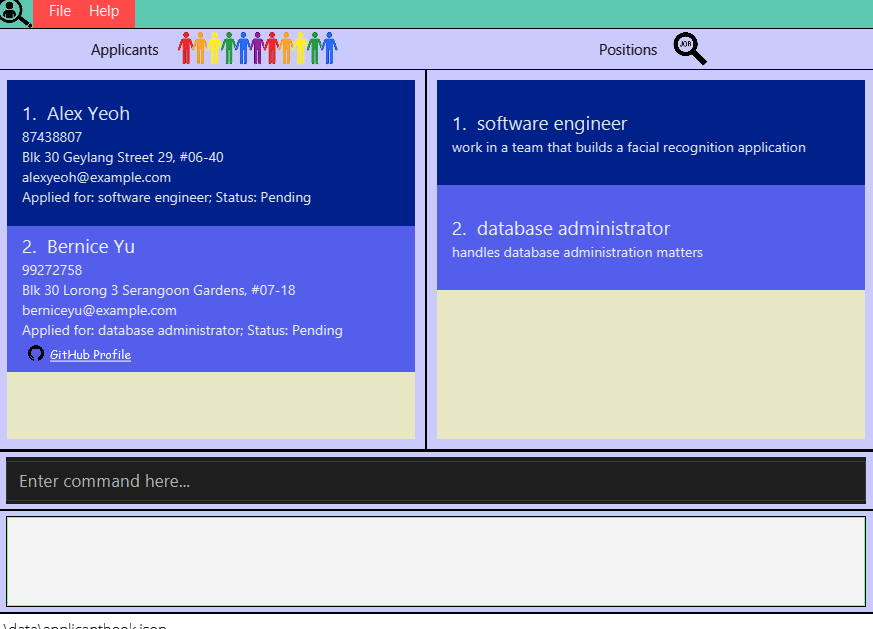 File Help
Applicants
Positions
JOB
1. Alex Yeoh
87438807
Blk 30 Geylang Street 29, #06-40
alexyeoh@example.com
Applied for: software engineer; Status: Pending
2. Bernice Yu
99272758
Blk 30 Lorong 3 Serangoon Gardens, #07-18
berniceyu@example.com
Applied for: database administrator; Status: Pending
GitHub Profile
1. software engineer
work in a team that builds a facial recognition application
2. database administrator
handles database administration matters
Enter command here...
.\data\applicantbook.json